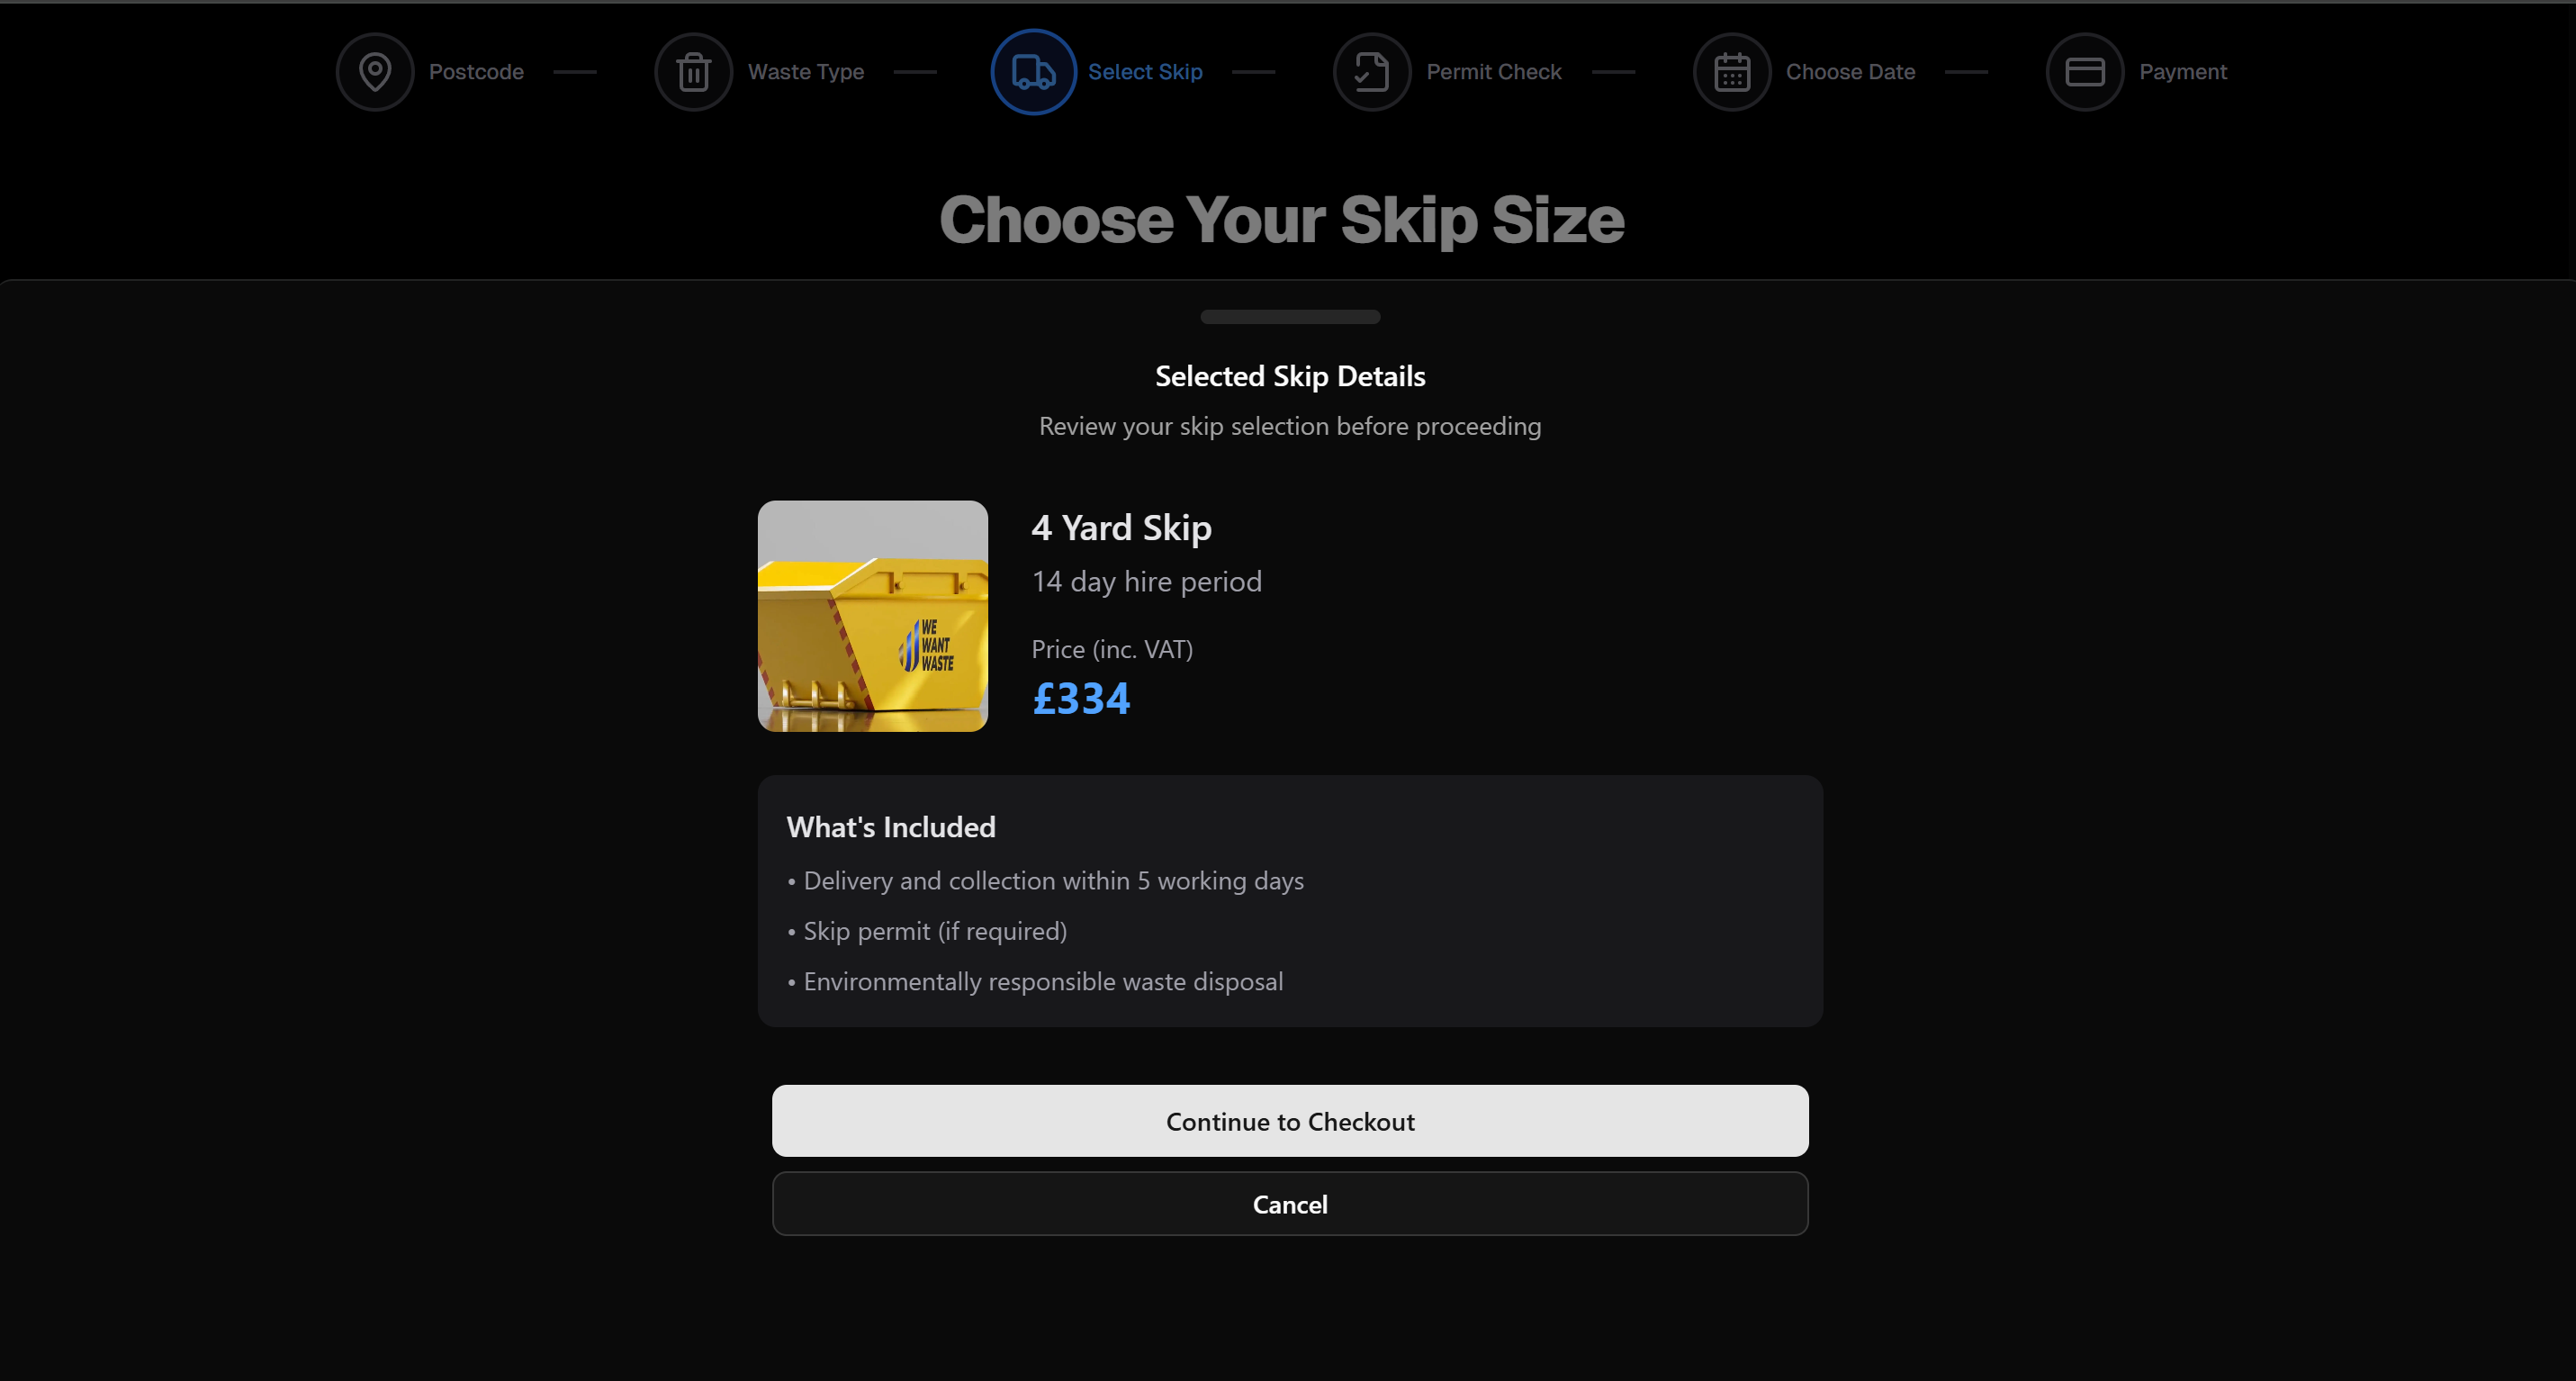 Postcode
Waste Type
Select Skip
Permit Check
Choose Date
Payment
Choose Your Skip Size
Selected Skip Details
Review your skip selection before proceeding
WE
WANT
WASTE
4 Yard Skip
14 day hire period
Price (inc. VAT)
£334
What's Included
• Delivery and collection within 5 working days
• Skip permit (if required)
• Environmentally responsible waste disposal
Continue to Checkout
Cancel